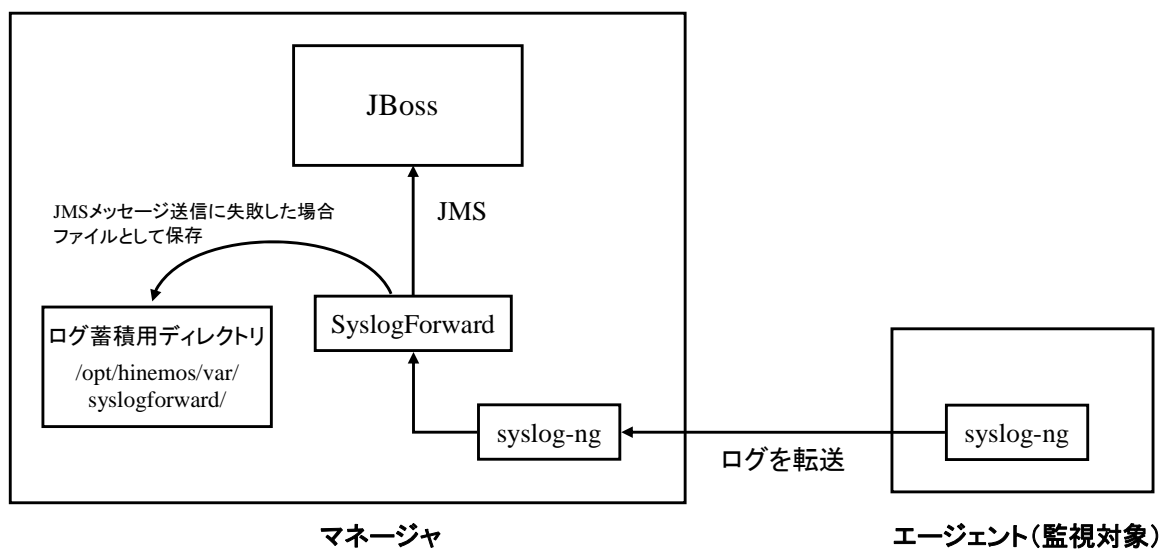 JBoss
JMSメッセージ送信に失敗した場合
ファイルとして保存
JMS
ログ蓄積用ディレクトリ
/opt/hinemos/var/
syslogforward/
SyslogForward
syslog-ng
ログを転送
syslog-ng
マネージャ
エージェント(監視対象)